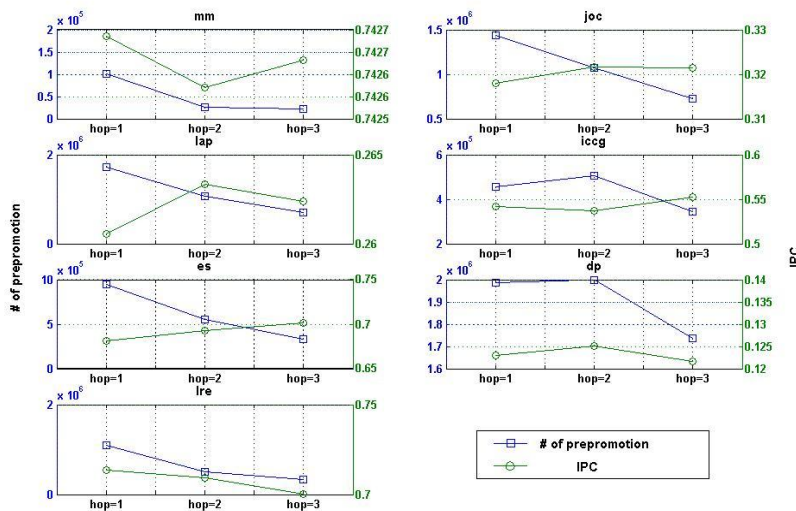 mm
x 10^5
2
1.5
1
0.5
0
0.7427
0.7427
0.7426
0.7426
0.7425
hop=1 hop=2 hop=3
joc
x 10^6
1.5
1
0.5
0.33
0.32
0.31
hop=1 hop=2 hop=3
lap
x 10^6
2
0
0.265
0.26
hop=1 hop=2 hop=3
iccg
x 10^5
6
4
2
0.6
0.55
0.5
hop=1 hop=2 hop=3
# of prepromotion
IPC
es
x 10^5
10
5
0
0.75
0.7
0.65
hop=1 hop=2 hop=3
dp
x 10^6
2
1.9
1.8
1.7
1.6
0.14
0.135
0.13
0.125
0.12
hop=1 hop=2 hop=3
lre
x 10^6
2
0
0.75
0.7
hop=1 hop=2 hop=3
# of prepromotion
IPC